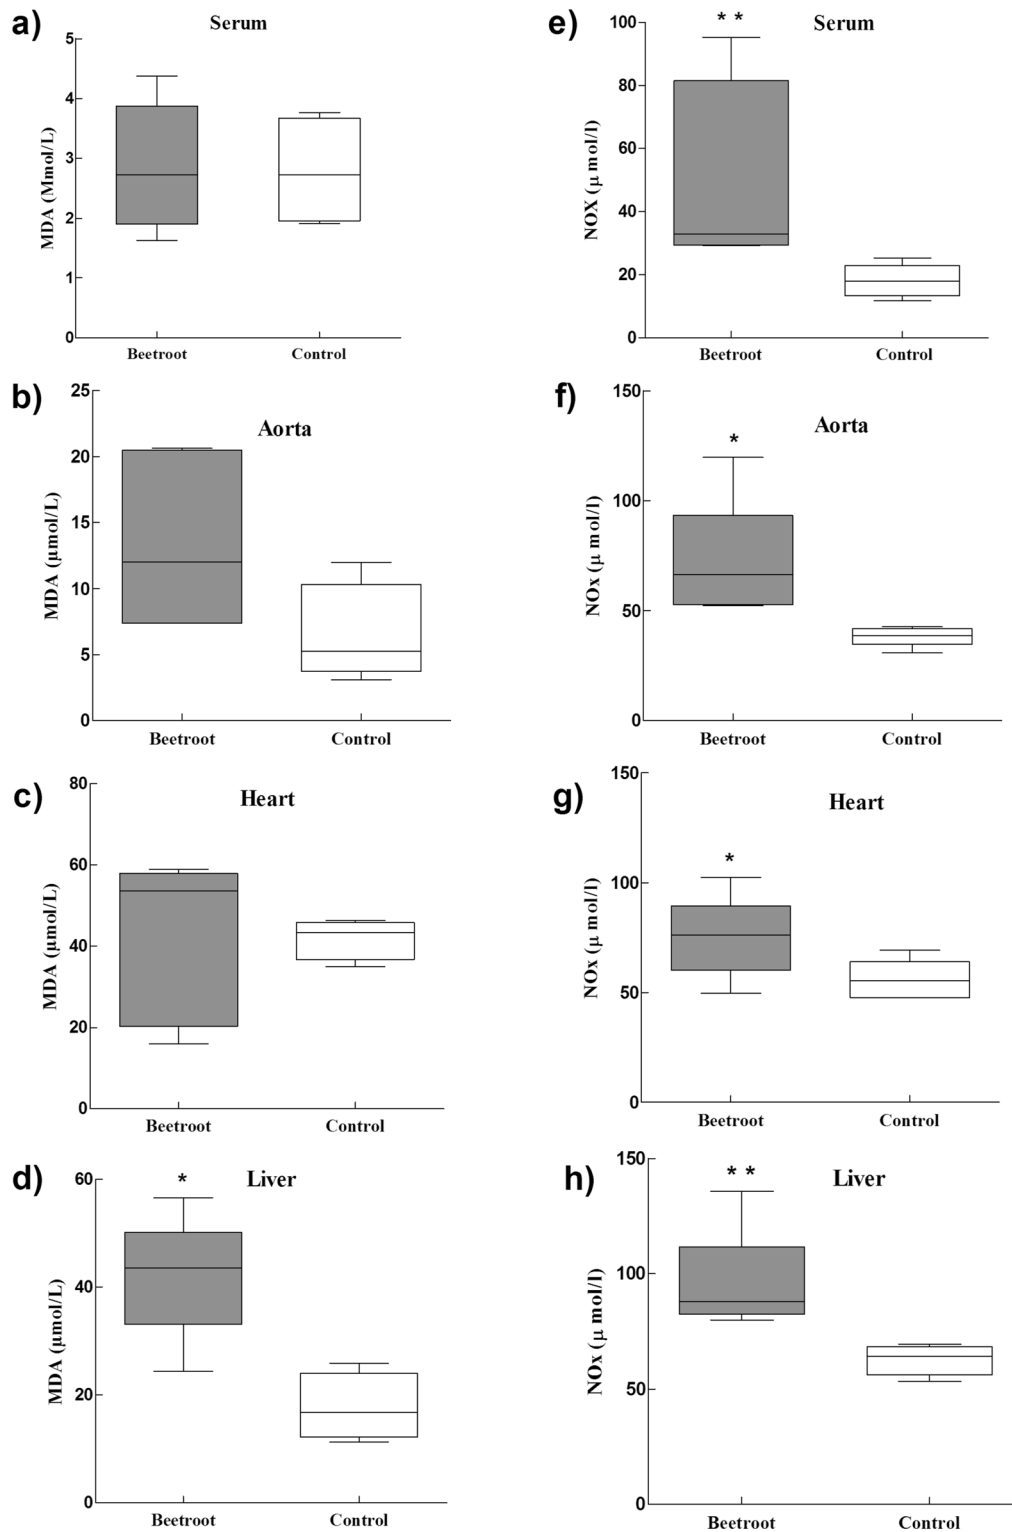 a)
Serum
MDA (Mmol/L)
5
4
3
2
1
0
Beetroot
Control
e)
* *
Serum
NOX (μ mol/l)
100
80
60
40
20
0
Beetroot
Control
b)
Aorta
MDA (μmol/L)
25
20
15
10
5
0
Beetroot
Control
f)
Aorta
*
NOx (μ mol/l)
150
100
50
0
Beetroot
Control
c)
Heart
MDA (μmol/L)
80
60
40
20
0
Beetroot
Control
g)
Heart
*
NOx (μ mol/l)
150
100
50
0
Beetroot
Control
d)
*
Liver
MDA (μmol/L)
60
40
20
0
Beetroot
Control
h)
* *
Liver
NOx (μ mol/l)
150
100
50
0
Beetroot
Control